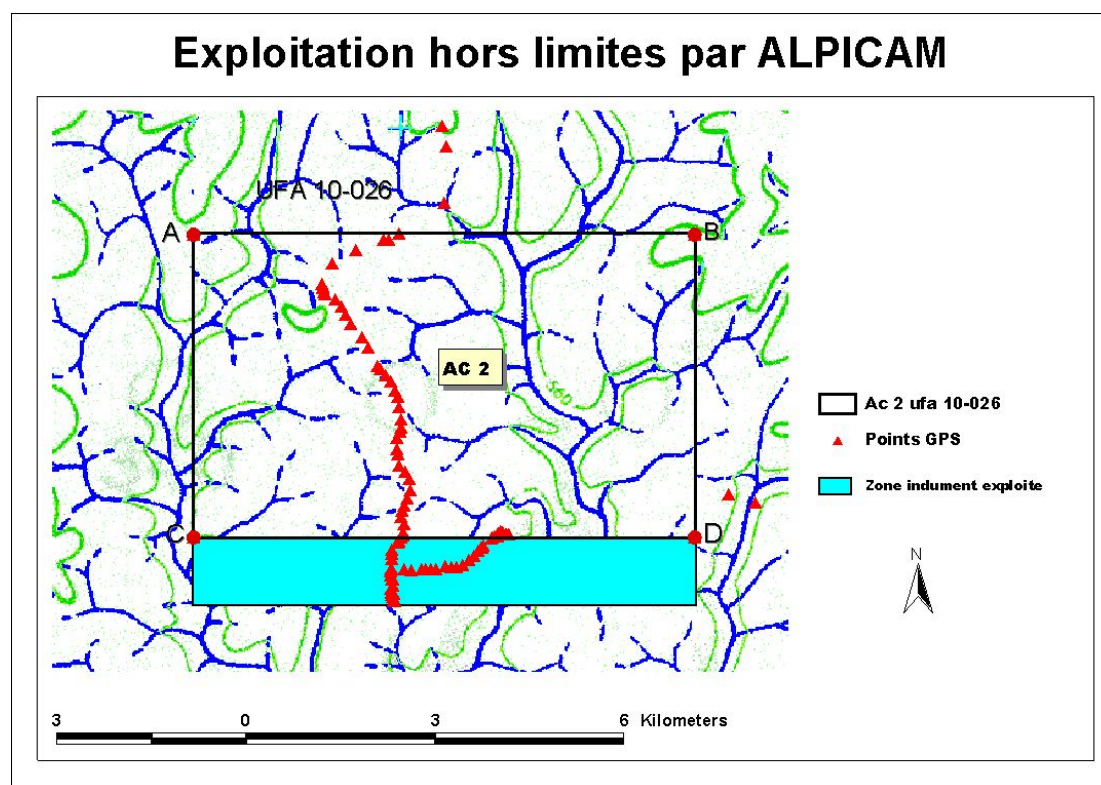 Exploitation hors limites par ALPICAM
UFA 10-026
A
B
AC 2
560
Ac 2 ufa 10-026
Points GPS
Zone indument exploite
C
D
N
3 0 3 6 Kilometers